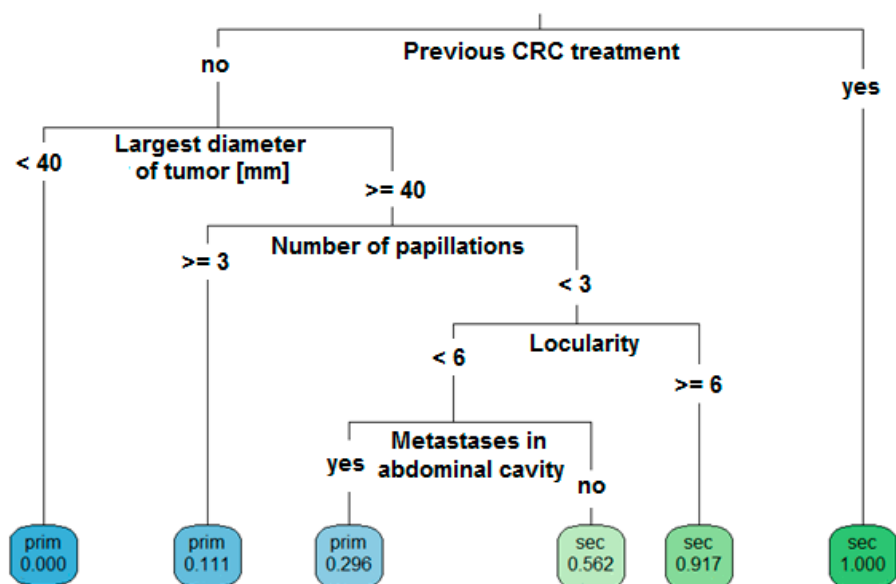 Previous CRC treatment
no
yes
Largest diameter
of tumor [mm]
< 40
>= 40
Number of papillations
>= 3
< 3
Locularity
< 6
>= 6
Metastases in
abdominal cavity
yes
no
prim
0.000
prim
0.111
prim
0.296
sec
0.562
sec
0.917
sec
1.000